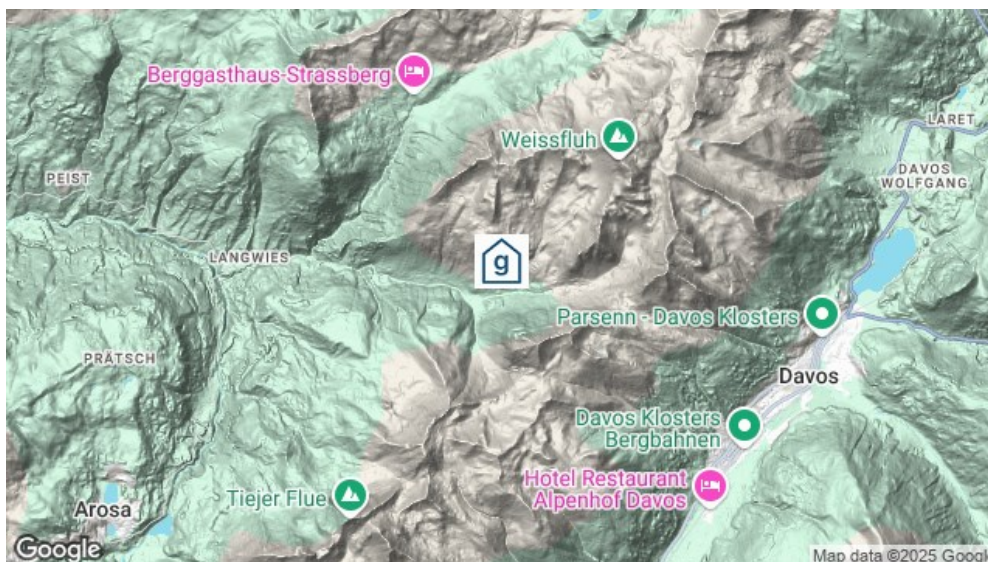 Berggasthaus-Strassberg
Weissfluh
LARET
DAVOS
WOLFGANG
PEIST
LANGWIES
g
Parsenn - Davos Klosters
PRÄTSCH
Davos
Davos Klosters
Bergbahnen
Hotel Restaurant
Alpenhof Davos
Tiejer Flue
Arosa
Google
Map data ©2025 Google